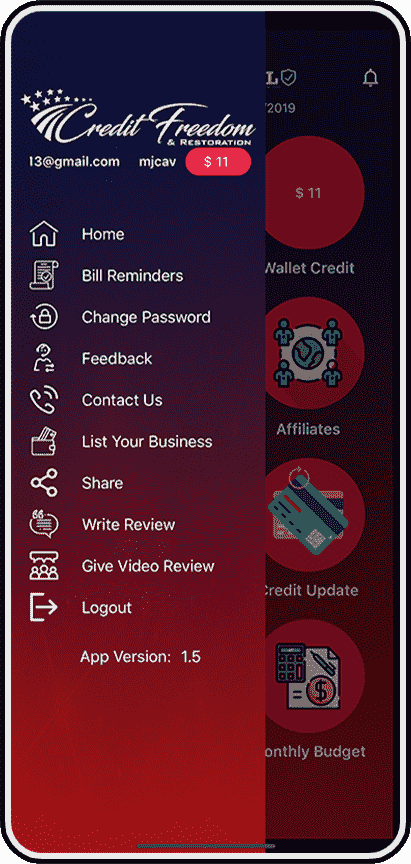 Credit Freedom
& RESTORATION
13@gmail.com mjcav $ 11
/2019
$ 11
Wallet Credit
Home
Bill Reminders
Change Password
Feedback
Contact Us
Affiliates
List Your Business
Share
Write Review
Give Video Review
Credit Update
Logout
App Version: 1.5
onthly Budget